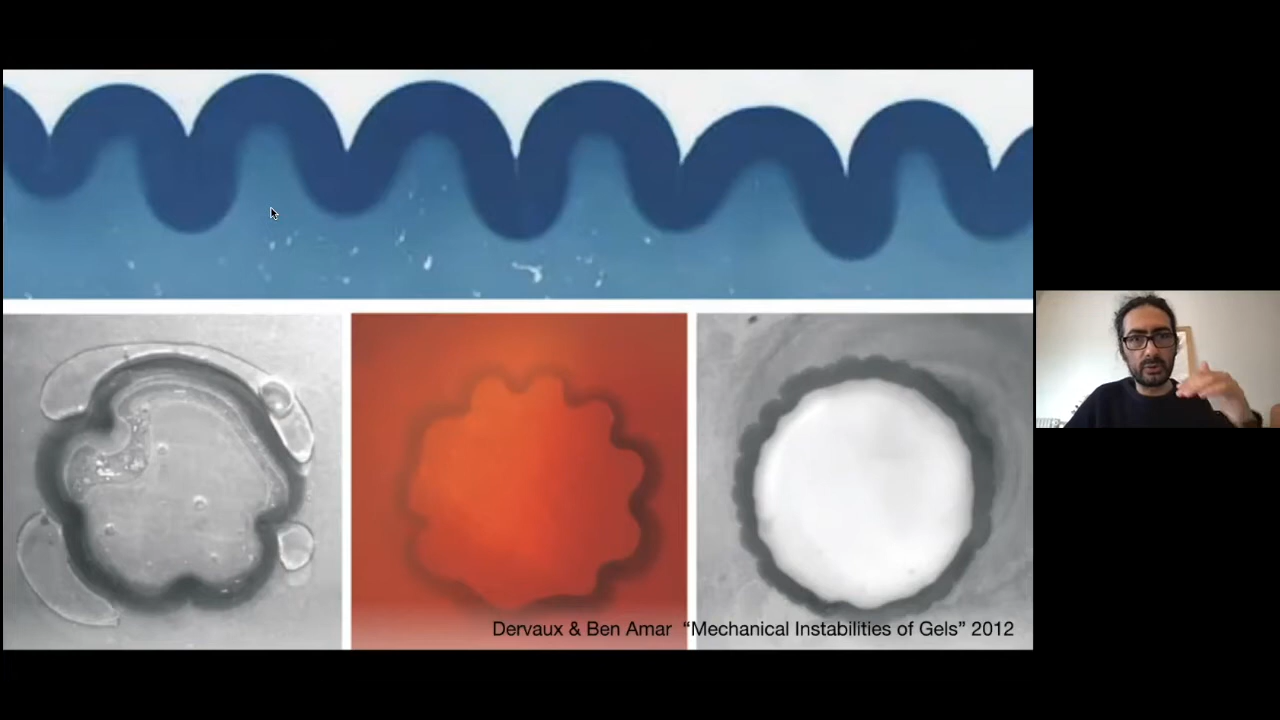 Dervaux & Ben Amar “Mechanical Instabilities of Gels” 2012